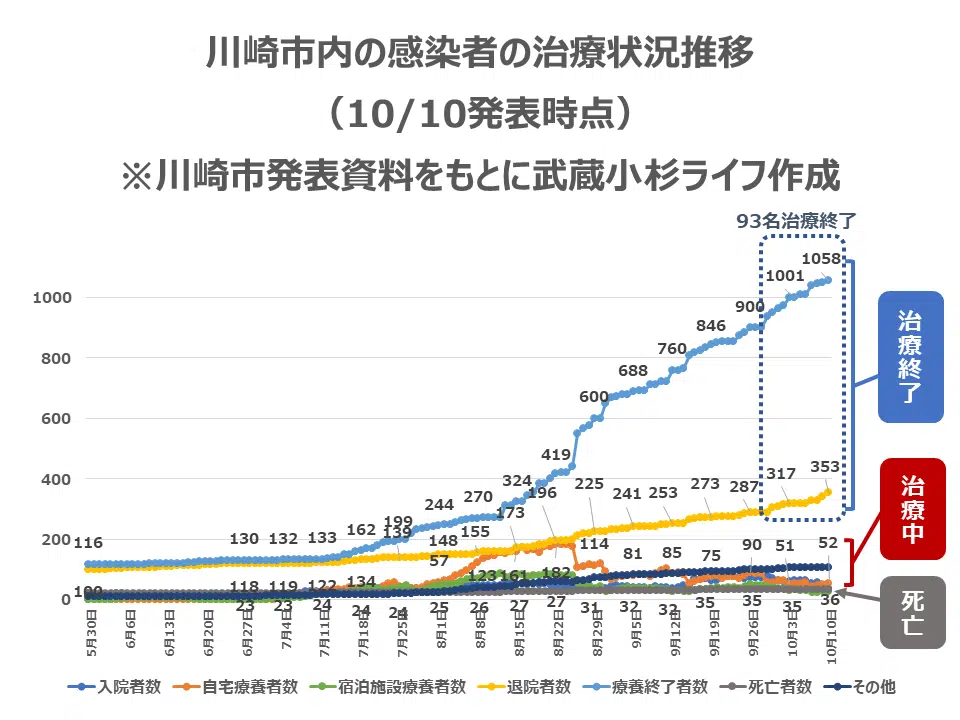 川崎市内の感染者の治療状況推移
（10/10発表時点）
※川崎市発表資料をもとに武蔵小杉ライフ作成
93名治療終了
1058
1001
900
846
760
688
600
419
324
270
244
199
162
133
132
130
116
353
317
287
273
253
241
225
196
173
155
148
139
134
122
119
118
100
52
51
90
75
85
81
114
182
161
123
57
36
35
35
35
32
32
31
27
27
26
25
24
24
24
23
23
1000
800
600
400
200
0
5月30日
6月6日
6月13日
6月20日
6月27日
7月4日
7月11日
7月18日
7月25日
8月1日
8月8日
8月15日
8月22日
8月29日
9月5日
9月12日
9月19日
9月26日
10月3日
10月10日
治療終了
治療中
死亡
入院者数
自宅療養者数
宿泊施設療養者数
退院者数
療養終了者数
死亡者数
その他